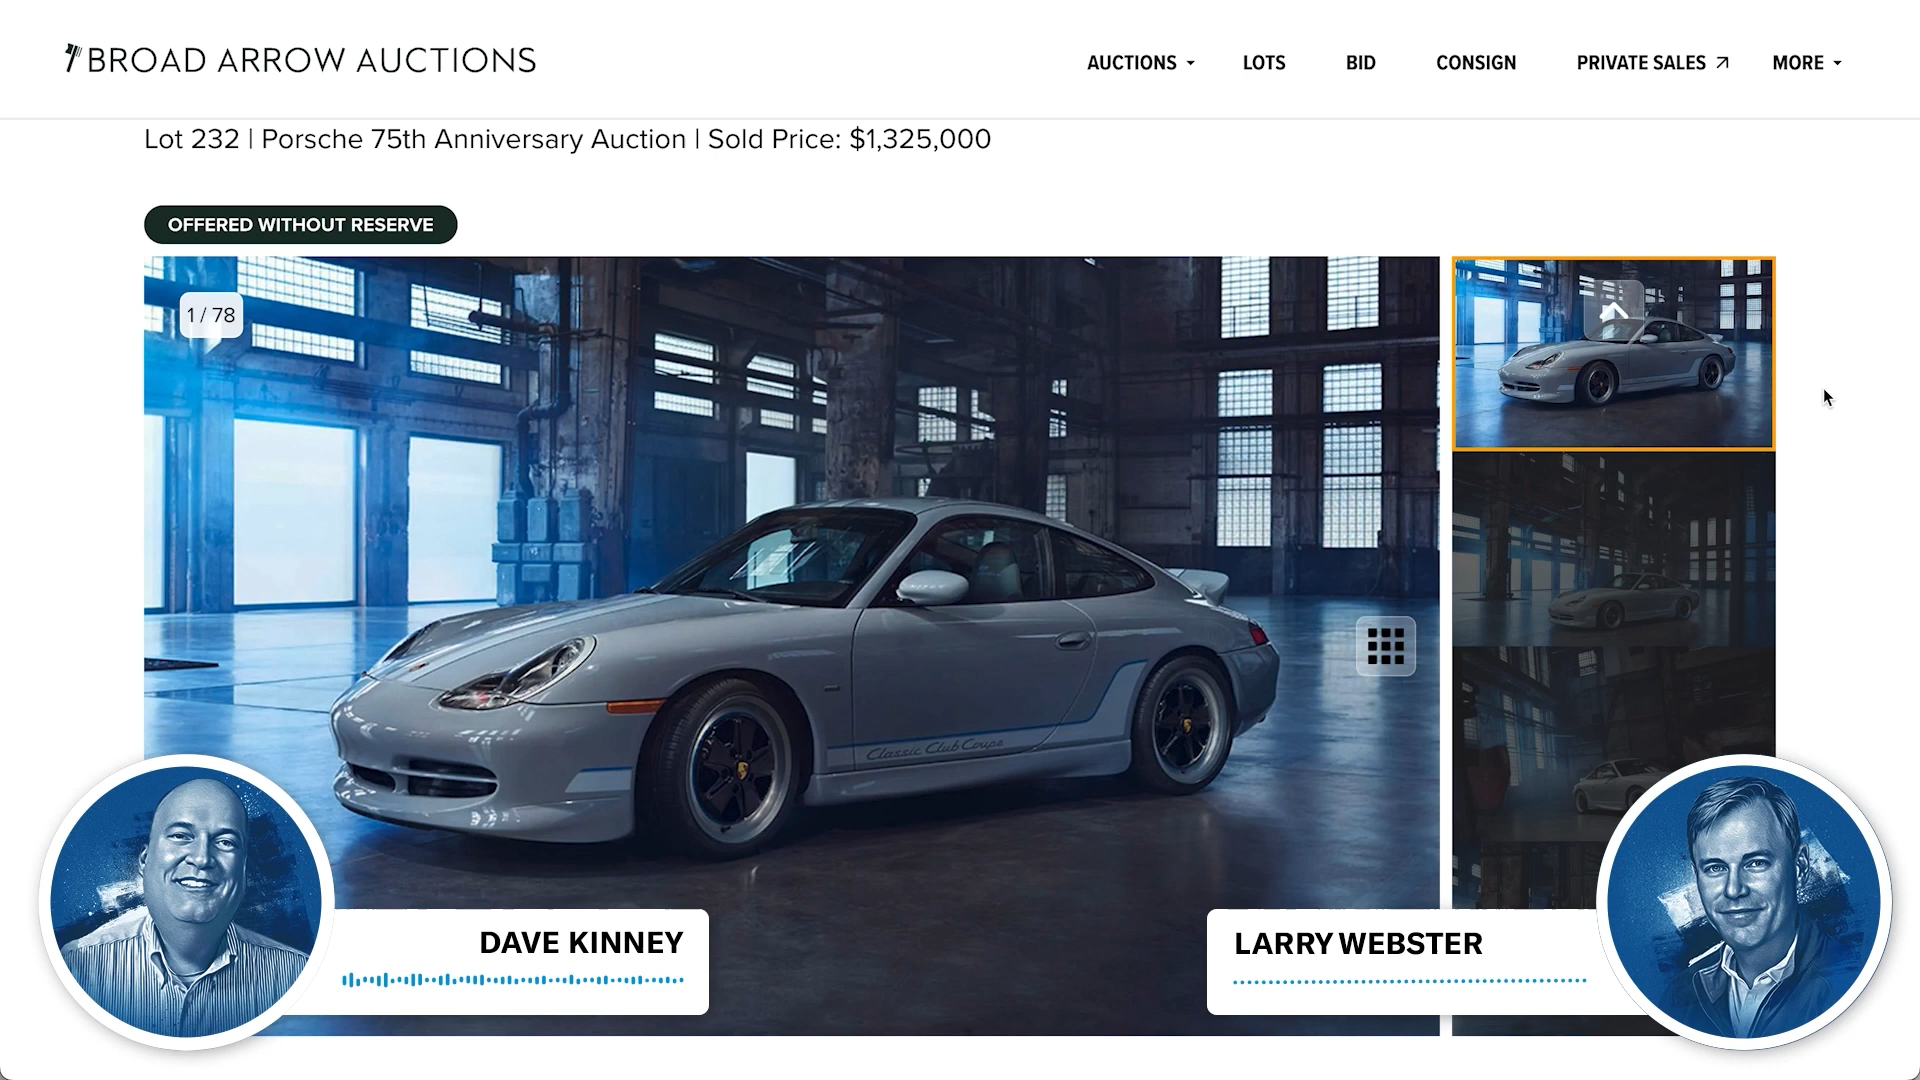 BROAD ARROW AUCTIONS
AUCTIONS
LOTS
BID
CONSIGN
PRIVATE SALES
MORE
Lot 232 | Porsche 75th Anniversary Auction | Sold Price: $1,325,000
OFFERED WITHOUT RESERVE
1 / 78
Classic Club Coupe
DAVE KINNEY
LARRY WEBSTER